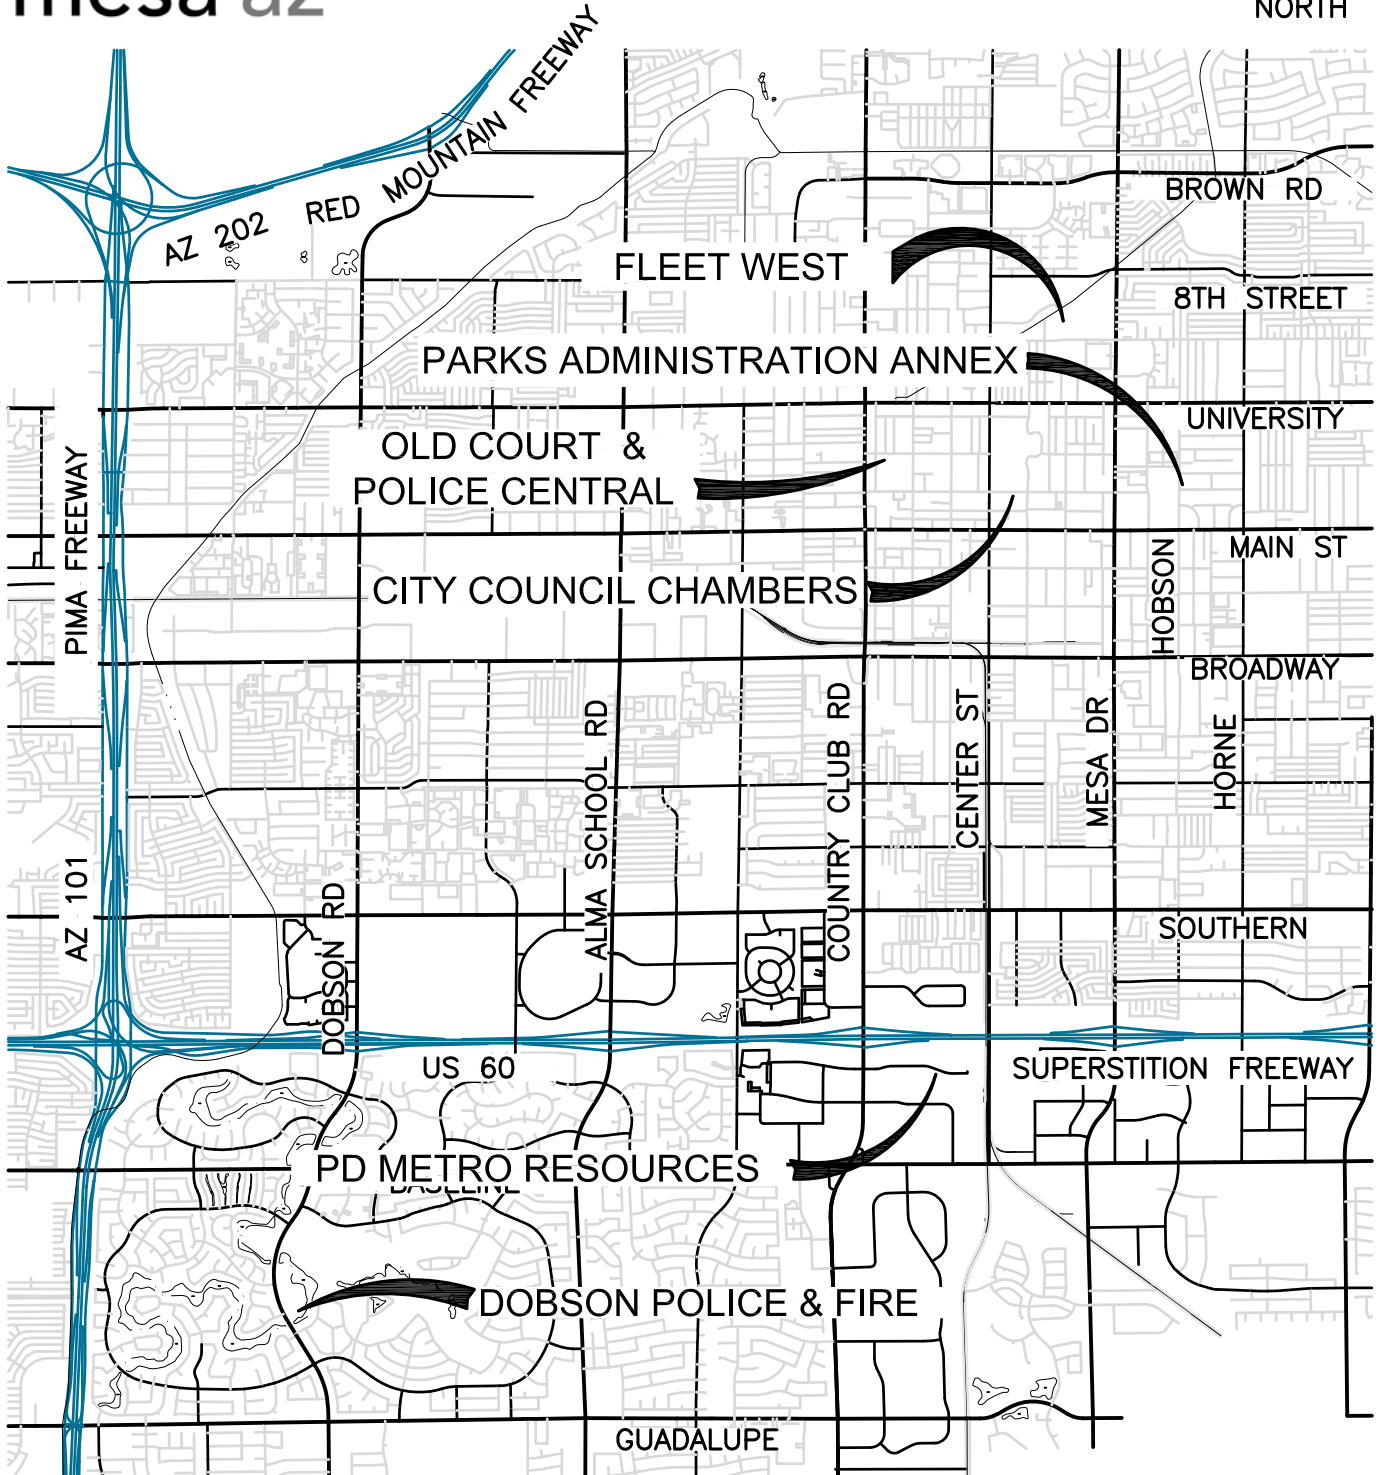 mesa az
NORTH
AZ 202 RED MOUNTAIN FREEWAY
BROWN RD
FLEET WEST
8TH STREET
PARKS ADMINISTRATION ANNEX
UNIVERSITY
OLD COURT &
POLICE CENTRAL
PIMA FREEWAY
MAIN ST
HOBSON
CITY COUNCIL CHAMBERS
BROADWAY
ALMA SCHOOL RD
COUNTRY CLUB RD
CENTER ST
MESA DR
HORNE
AZ 101
DOBSON RD
SOUTHERN
US 60
SUPERSTITION FREEWAY
PD METRO RESOURCES
BASELINE
DOBSON POLICE & FIRE
GUADALUPE